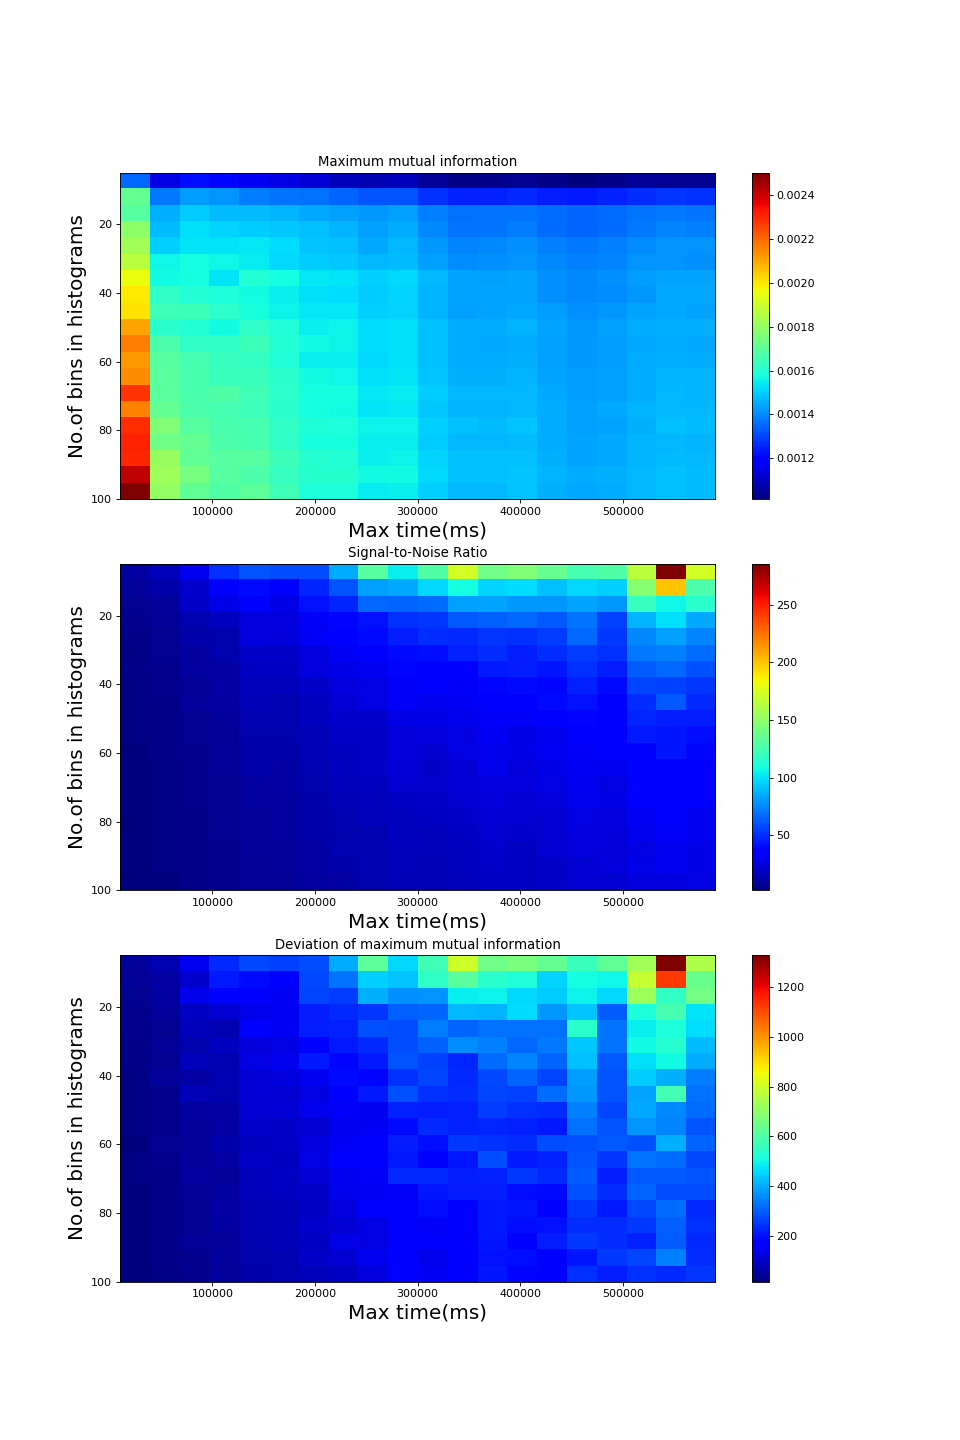 Maximum mutual information
No.of bins in histograms
20
40
60
80
100
100000 200000 300000 400000 500000
Max time(ms)
0.0024
0.0022
0.0020
0.0018
0.0016
0.0014
0.0012
Signal-to-Noise Ratio
No.of bins in histograms
20
40
60
80
100
100000 200000 300000 400000 500000
Max time(ms)
250
200
150
100
50
Deviation of maximum mutual information
No.of bins in histograms
20
40
60
80
100
100000 200000 300000 400000 500000
Max time(ms)
1200
1000
800
600
400
200